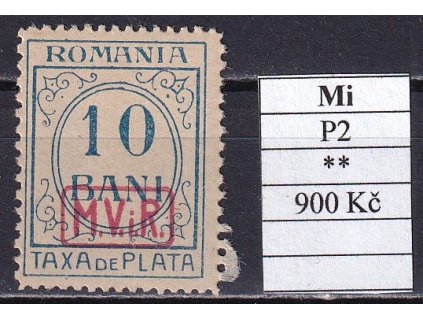 ROMANIA
10
BANI
M.V.i.R.
TAXA DE PLATA
Mi
P2
**
900 Kč